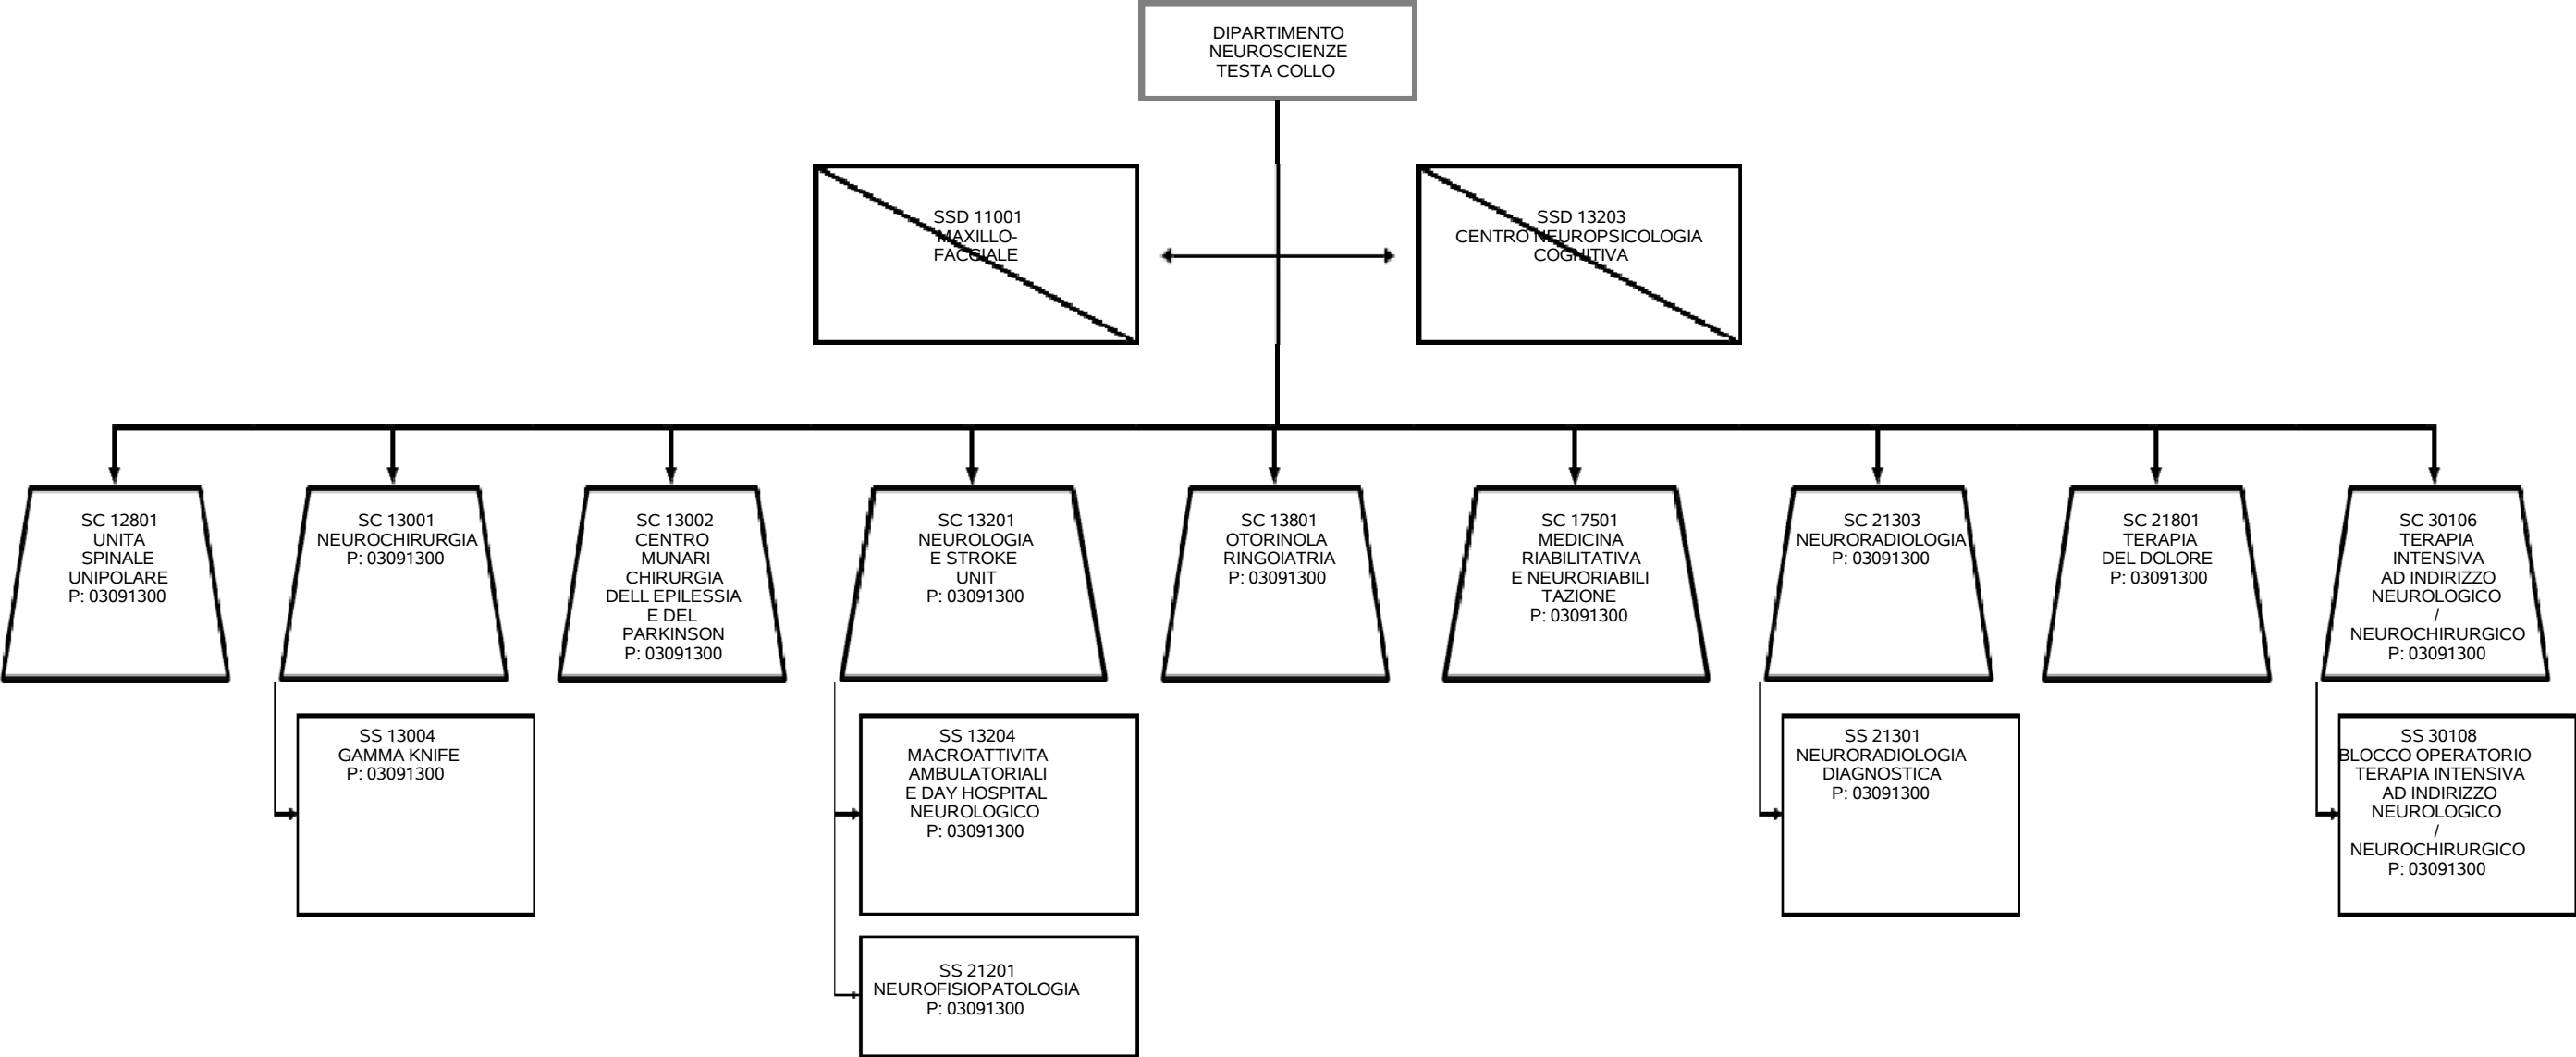 DIPARTIMENTO
NEUROSCIENZE
TESTA COLLO
SSD 11001
MAXILLO-
FACCIALE
SSD 13203
CENTRO NEUROPSICOLOGIA
COGNITIVA
SC 12801
UNITA
SPINALE
UNIPOLARE
P: 03091300
SC 13001
NEUROCHIRURGIA
P: 03091300
SC 13002
CENTRO
MUNARI
CHIRURGIA
DELL EPILESSIA
E DEL
PARKINSON
P: 03091300
SC 13201
NEUROLOGIA
E STROKE
UNIT
P: 03091300
SC 13801
OTORINOLA
RINGOIATRIA
P: 03091300
SC 17501
MEDICINA
RIABILITATIVA
E NEURORIABILI
TAZIONE
P: 03091300
SC 21303
NEURORADIOLOGIA
P: 03091300
SC 21801
TERAPIA
DEL DOLORE
P: 03091300
SC 30106
TERAPIA
INTENSIVA
AD INDIRIZZO
NEUROLOGICO
/
NEUROCHIRURGICO
P: 03091300
SS 13004
GAMMA KNIFE
P: 03091300
SS 13204
MACROATTIVITA
AMBULATORIALI
E DAY HOSPITAL
NEUROLOGICO
P: 03091300
SS 21301
NEURORADIOLOGIA
DIAGNOSTICA
P: 03091300
SS 30108
BLOCCO OPERATORIO
TERAPIA INTENSIVA
AD INDIRIZZO
NEUROLOGICO
/
NEUROCHIRURGICO
P: 03091300
SS 21201
NEUROFISIOPATOLOGIA
P: 03091300